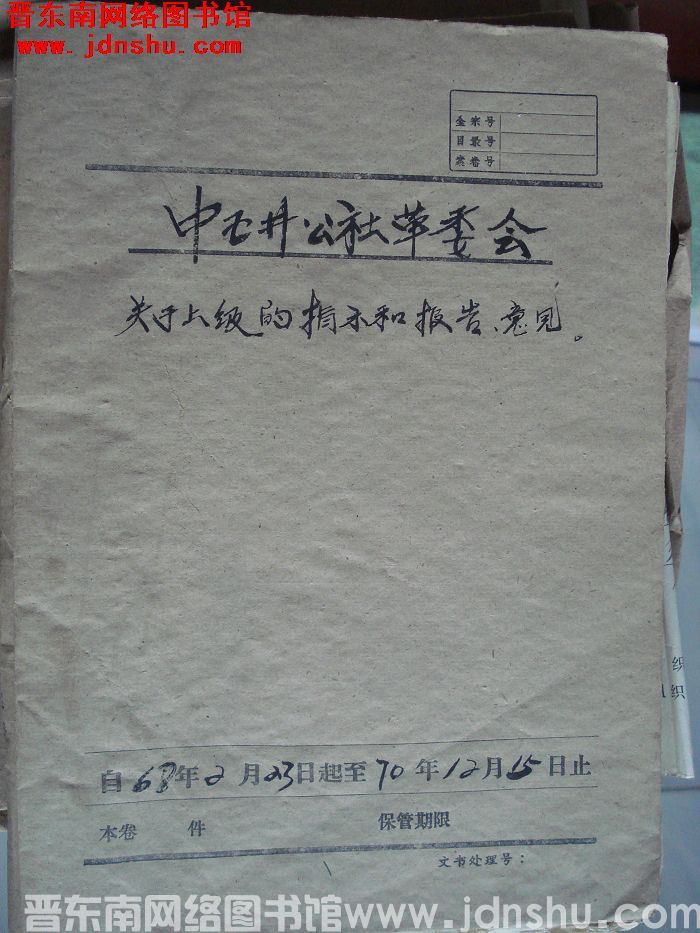 晋东南网络图书馆
www.jdnshu.com
全宗号
目录号
案卷号
中石井公社革委会
关于上级的指示和报告、意见。
织
织
自68年2月23日起至70年12月15日止
本卷 件 保管期限
文书处理号：
晋东南网络图书馆www.jdnshu.com